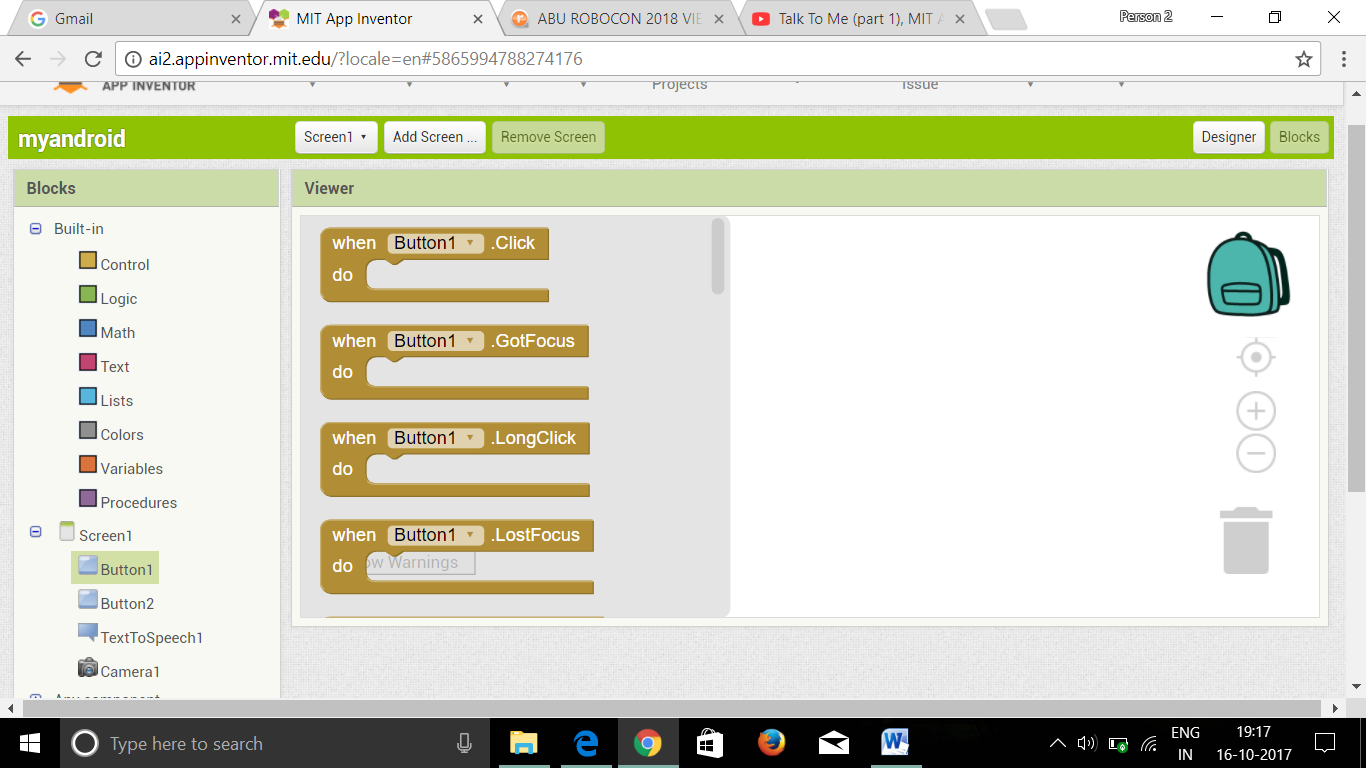 Gmail
MIT App Inventor
ABU ROBOCON 2018 VIE
Talk To Me (part 1), MIT A
Person 2
ai2.appinventor.mit.edu/?locale=en#5865994788274176
APP INVENTOR
Projects
Issue
myandroid
Screen1
Add Screen ...
Remove Screen
Designer
Blocks
Blocks
Viewer
Built-in
Control
Logic
Math
Text
Lists
Colors
Variables
Procedures
Screen1
Button1
Button2
TextToSpeech1
Camera1
Any component
when Button1 .Click
do
when Button1 .GotFocus
do
when Button1 .LongClick
do
when Button1 .LostFocus
do
ow Warnings
Type here to search
ENG
IN
19:17
16-10-2017